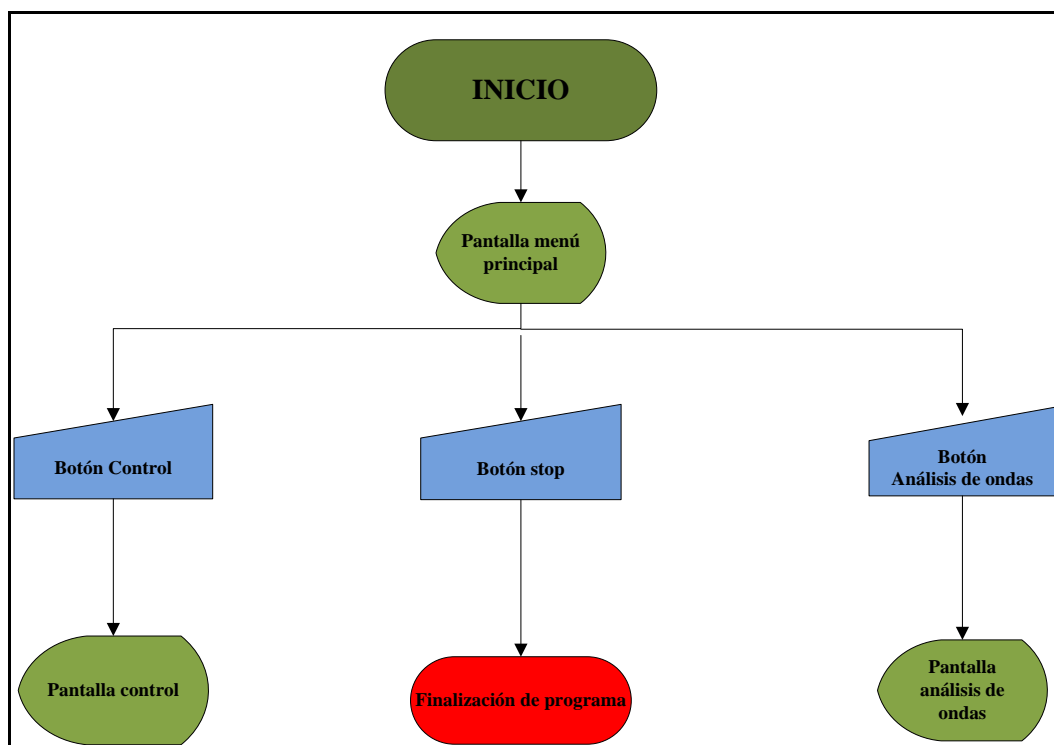 INICIO
Pantalla menú
principal
Botón Control
Botón stop
Botón
Análisis de ondas
Pantalla control
Finalización de programa
Pantalla
análisis de
ondas